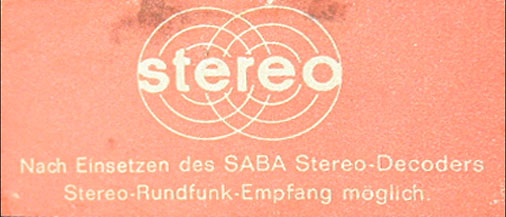 stereo
Nach Einsetzen des SABA Stereo-Decoders
Stereo-Rundfunk-Empfang möglich.